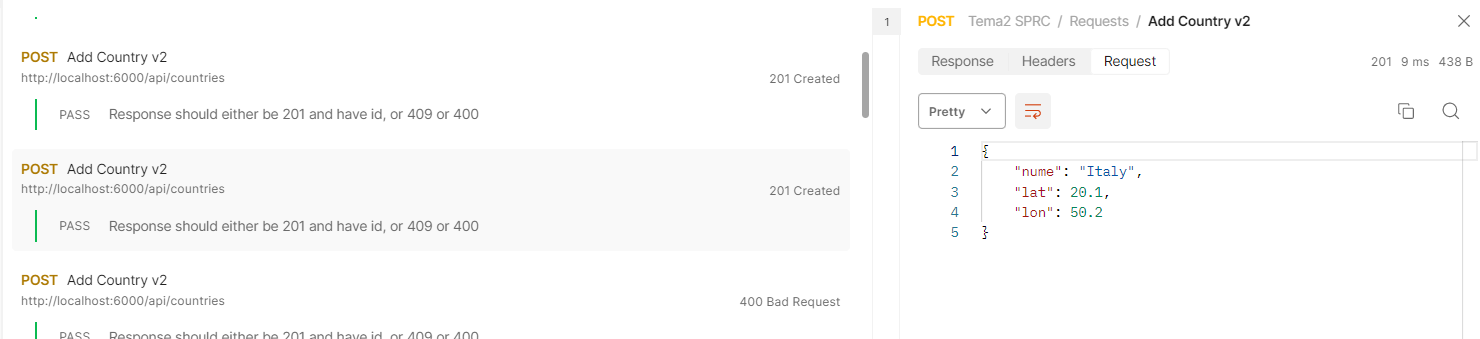 POST Add Country v2
http://localhost:6000/api/countries
201 Created
PASS Response should either be 201 and have id, or 409 or 400
POST Add Country v2
http://localhost:6000/api/countries
201 Created
PASS Response should either be 201 and have id, or 409 or 400
POST Add Country v2
http://localhost:6000/api/countries
400 Bad Request
PASS Response should either be 201 and have id, or 409 or 400
1
POST Tema2 SPRC / Requests / Add Country v2
Response Headers Request
201 9 ms 438 B
Pretty
1 {
2 "nume": "Italy",
3 "lat": 20.1,
4 "lon": 50.2
5 }